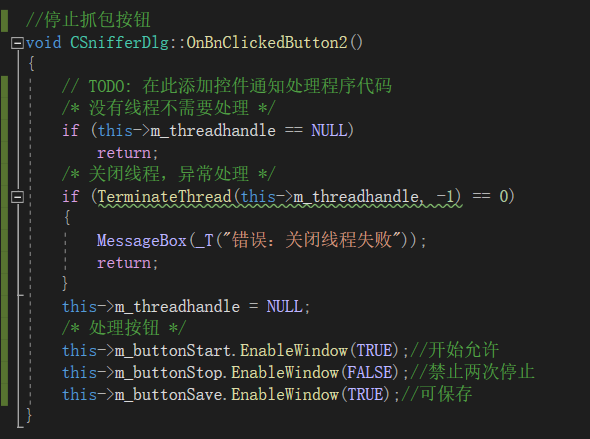 //停止抓包按钮
void CSnifferDlg::OnBnClickedButton2()
{
// TODO: 在此添加控件通知处理程序代码
/* 没有线程不需要处理 */
if (this->m_threadhandle == NULL)
return;
/* 关闭线程，异常处理 */
if (TerminateThread(this->m_threadhandle, -1) == 0)
{
MessageBox(_T("错误：关闭线程失败"));
return;
}
this->m_threadhandle = NULL;
/* 处理按钮 */
this->m_buttonStart.EnableWindow(TRUE);//开始允许
this->m_buttonStop.EnableWindow(FALSE);//禁止两次停止
this->m_buttonSave.EnableWindow(TRUE);//可保存
}